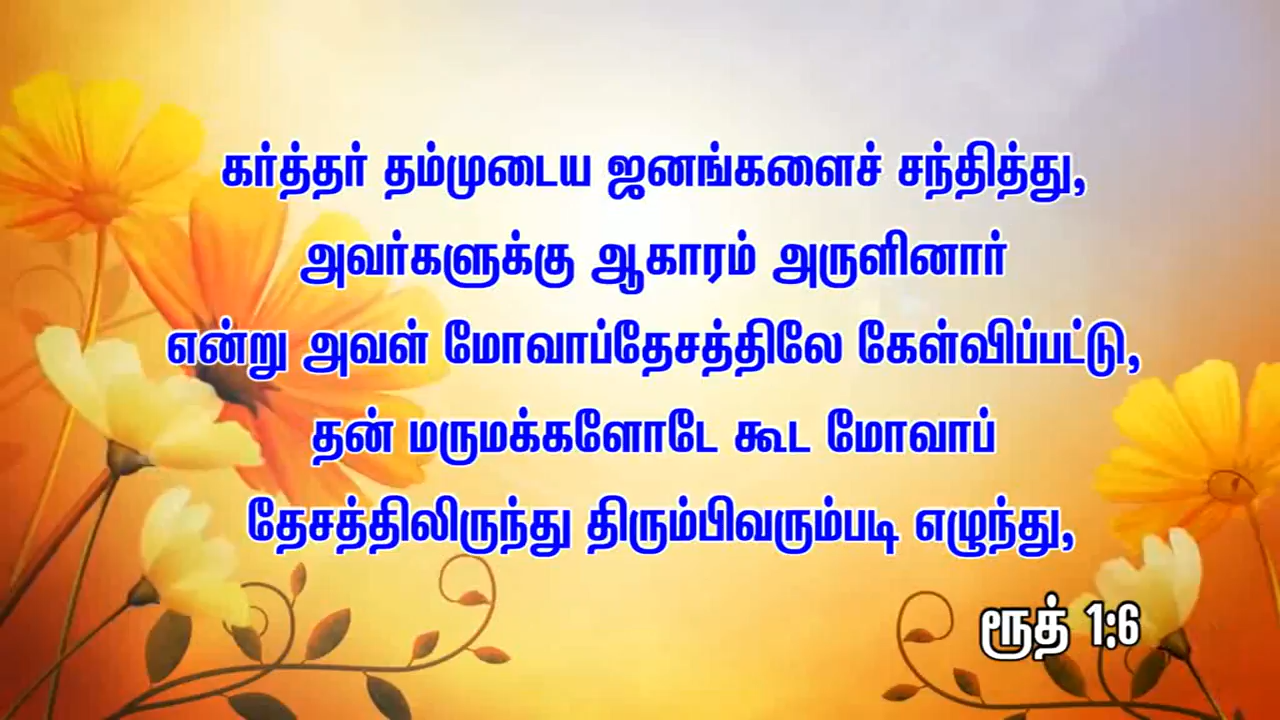 கர்த்தர் தம்முடைய ஜனங்களைச் சந்தித்து,
அவர்களுக்கு ஆகாரம் அருளினார்
என்று அவள் மோவாப்தேசத்திலே கேள்விப்பட்டு,
தன் மருமக்களோடே கூட மோவாப்
தேசத்திலிருந்து திரும்பிவரும்படி எழுந்து,
ரூத் 1:6